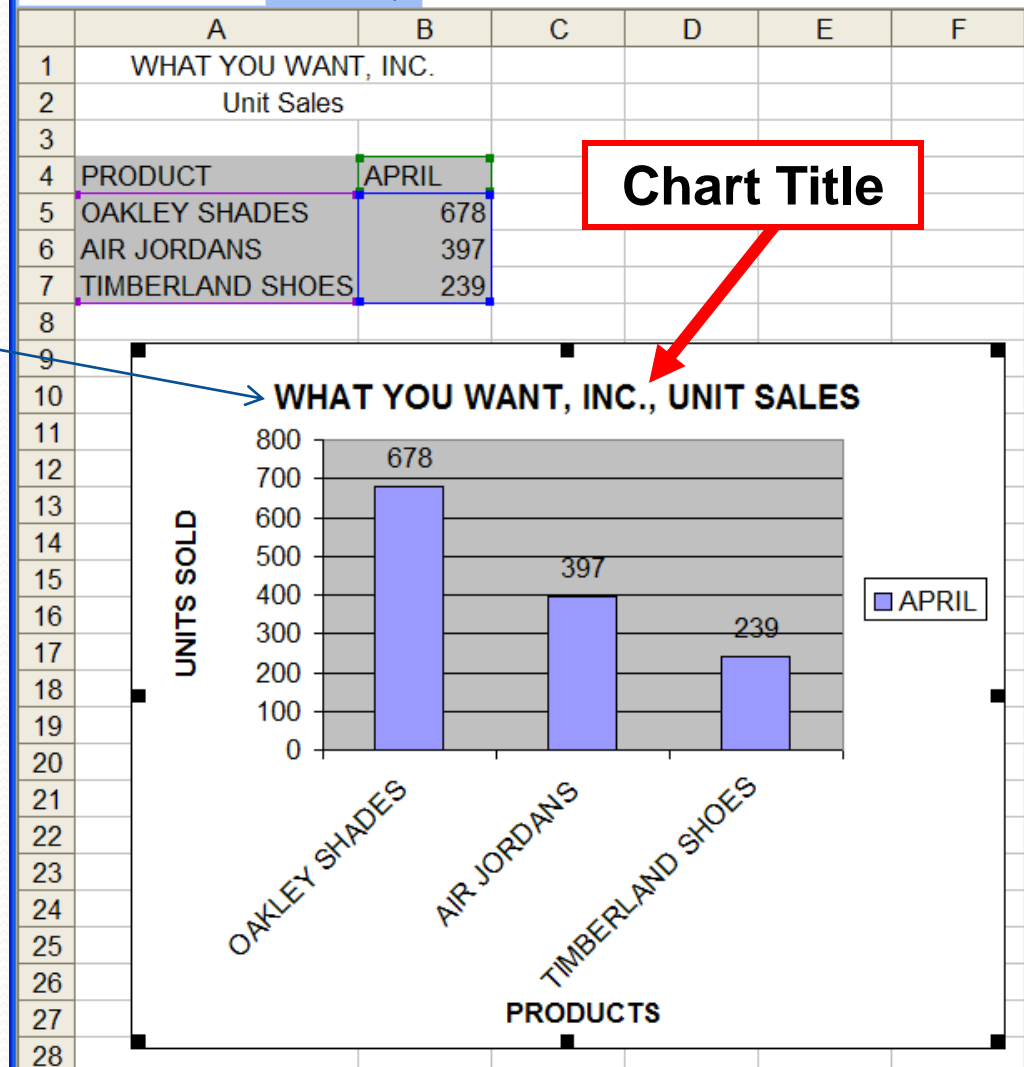 A B C D E F
1 WHAT YOU WANT, INC.
2 Unit Sales
3
4 PRODUCT APRIL
5 OAKLEY SHADES 678
6 AIR JORDANS 397
7 TIMBERLAND SHOES 239
8
Chart Title
9
10
11
12
13
14
15
16
17
18
19
20
21
22
23
24
25
26
27
28
WHAT YOU WANT, INC., UNIT SALES
UNITS SOLD
800
700
600
500
400
300
200
100
0
678
397
239
APRIL
OAKLEY SHADES
AIR JORDANS
TIMBERLAND SHOES
PRODUCTS